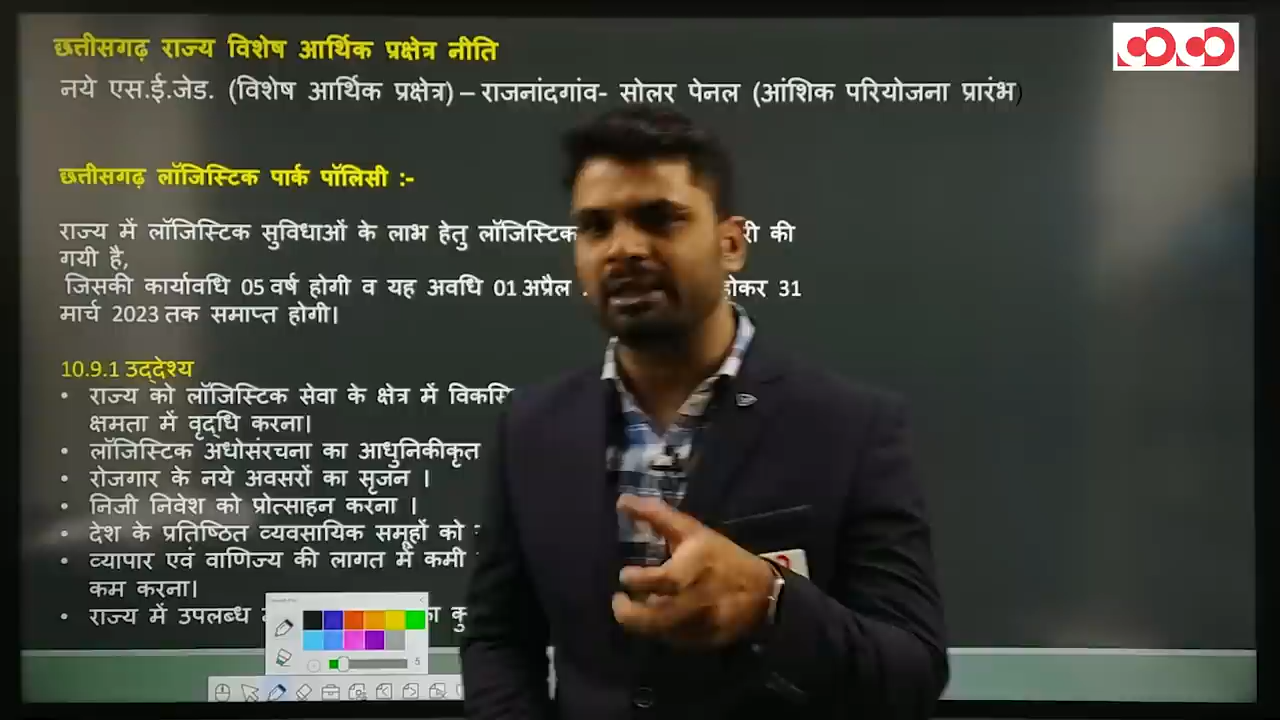 छत्तीसगढ़ राज्य विशेष आर्थिक प्रक्षेत्र नीति
नये एस.ई.जेड. (विशेष आर्थिक प्रक्षेत्र) – राजनांदगांव- सोलर पेनल (आंशिक परियोजना प्रारंभ)
छत्तीसगढ़ लॉजिस्टिक पार्क पॉलिसी :-
राज्य में लॉजिस्टिक सुविधाओं के लाभ हेतु लॉजिस्टिक की
गयी है,
जिसकी कार्यावधि 05 वर्ष होगी व यह अवधि 01 अप्रैल होकर 31
मार्च 2023 तक समाप्त होगी।
10.9.1 उद्देश्य
• राज्य को लॉजिस्टिक सेवा के क्षेत्र में
क्षमता में वृद्धि करना।
• लॉजिस्टिक अधोसंरचना का आधुनिकीकृत
• रोजगार के नये अवसरों का सृजन ।
• निजी निवेश को प्रोत्साहन करना ।
• देश के प्रतिष्ठित व्यवसायिक समूहों को
• व्यापार एवं वाणिज्य की लागत में कमी
कम करना।
• राज्य में उपलब्ध
5